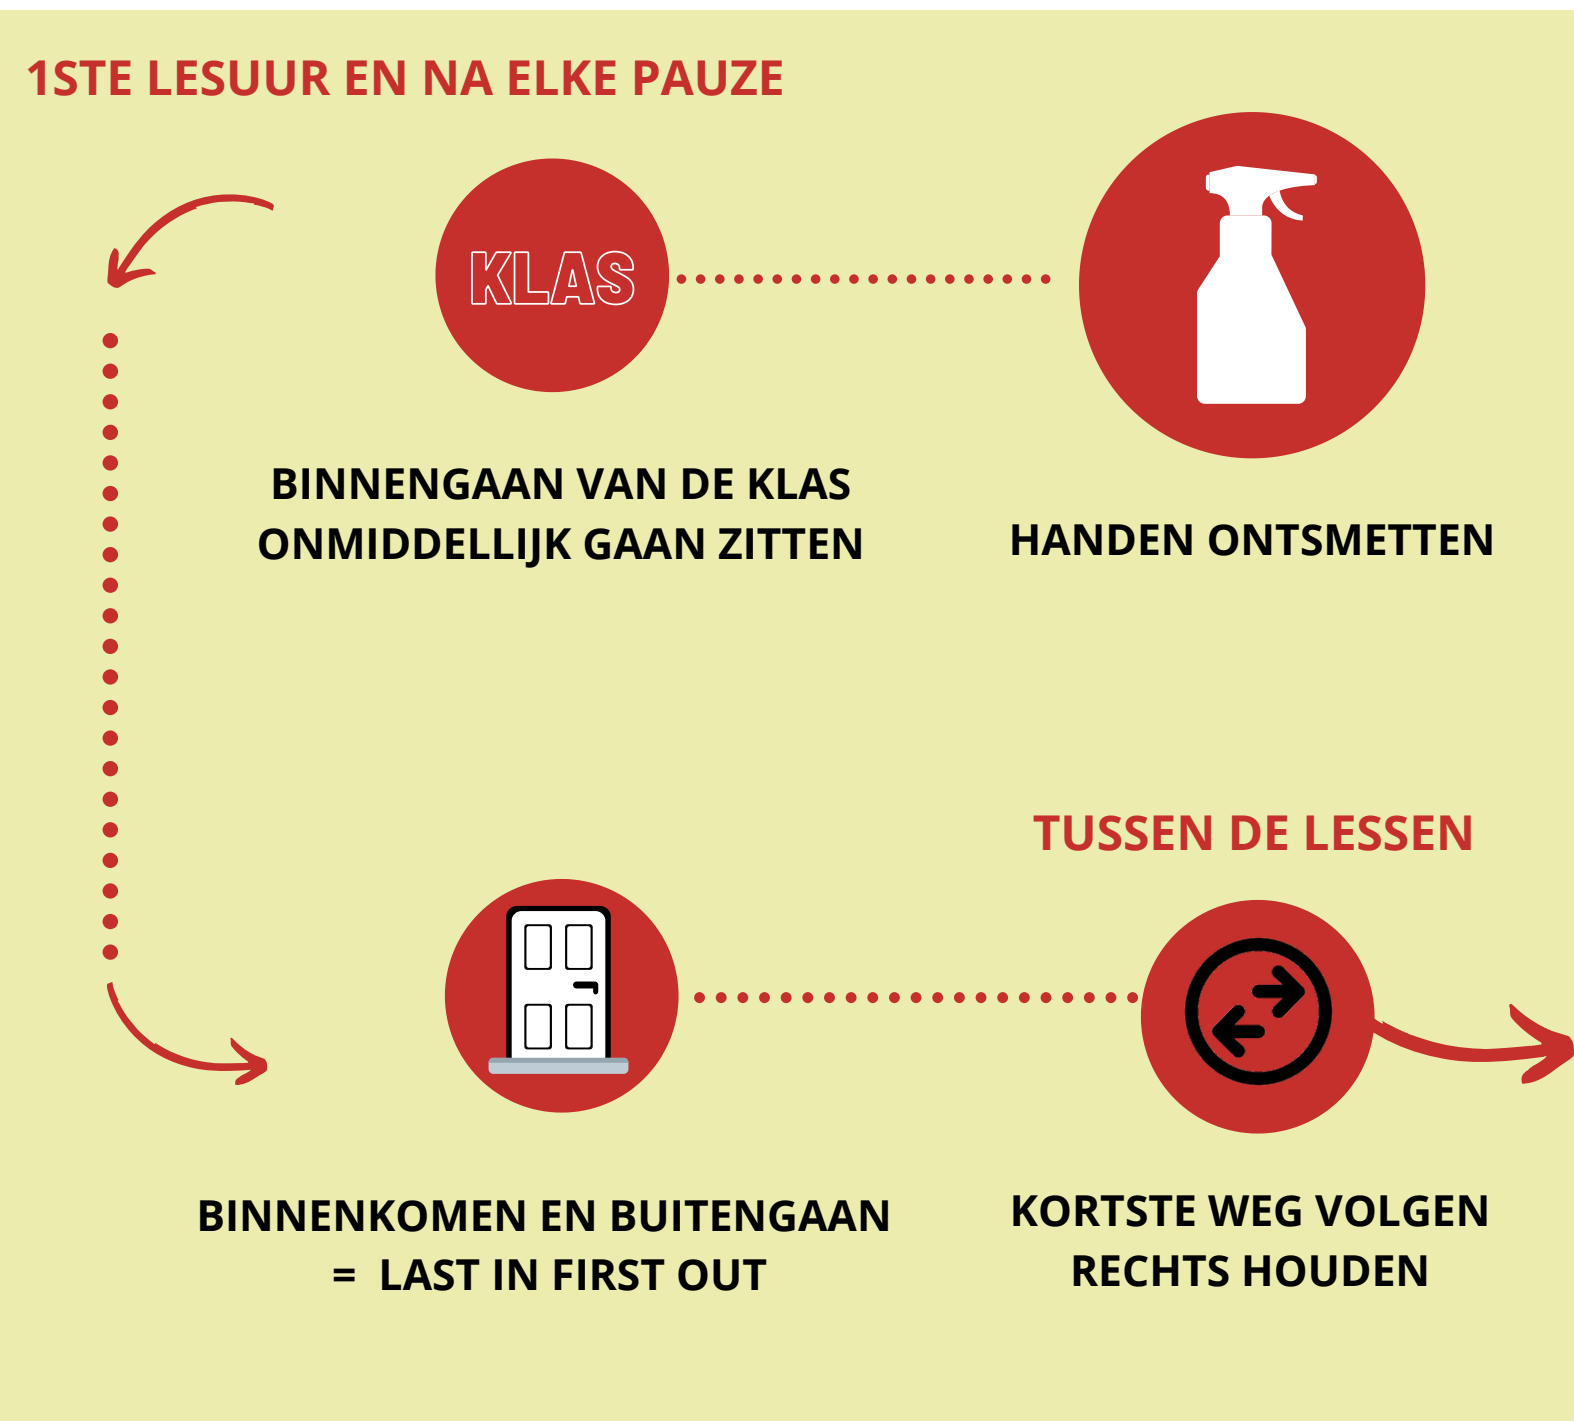 1STE LESUUR EN NA ELKE PAUZE
KLAS
BINNENGAAN VAN DE KLAS
ONMIDDELLIJK GAAN ZITTEN
HANDEN ONTSMETTEN
TUSSEN DE LESSEN
BINNENKOMEN EN BUITENGAAN
= LAST IN FIRST OUT
KORTSTE WEG VOLGEN
RECHTS HOUDEN